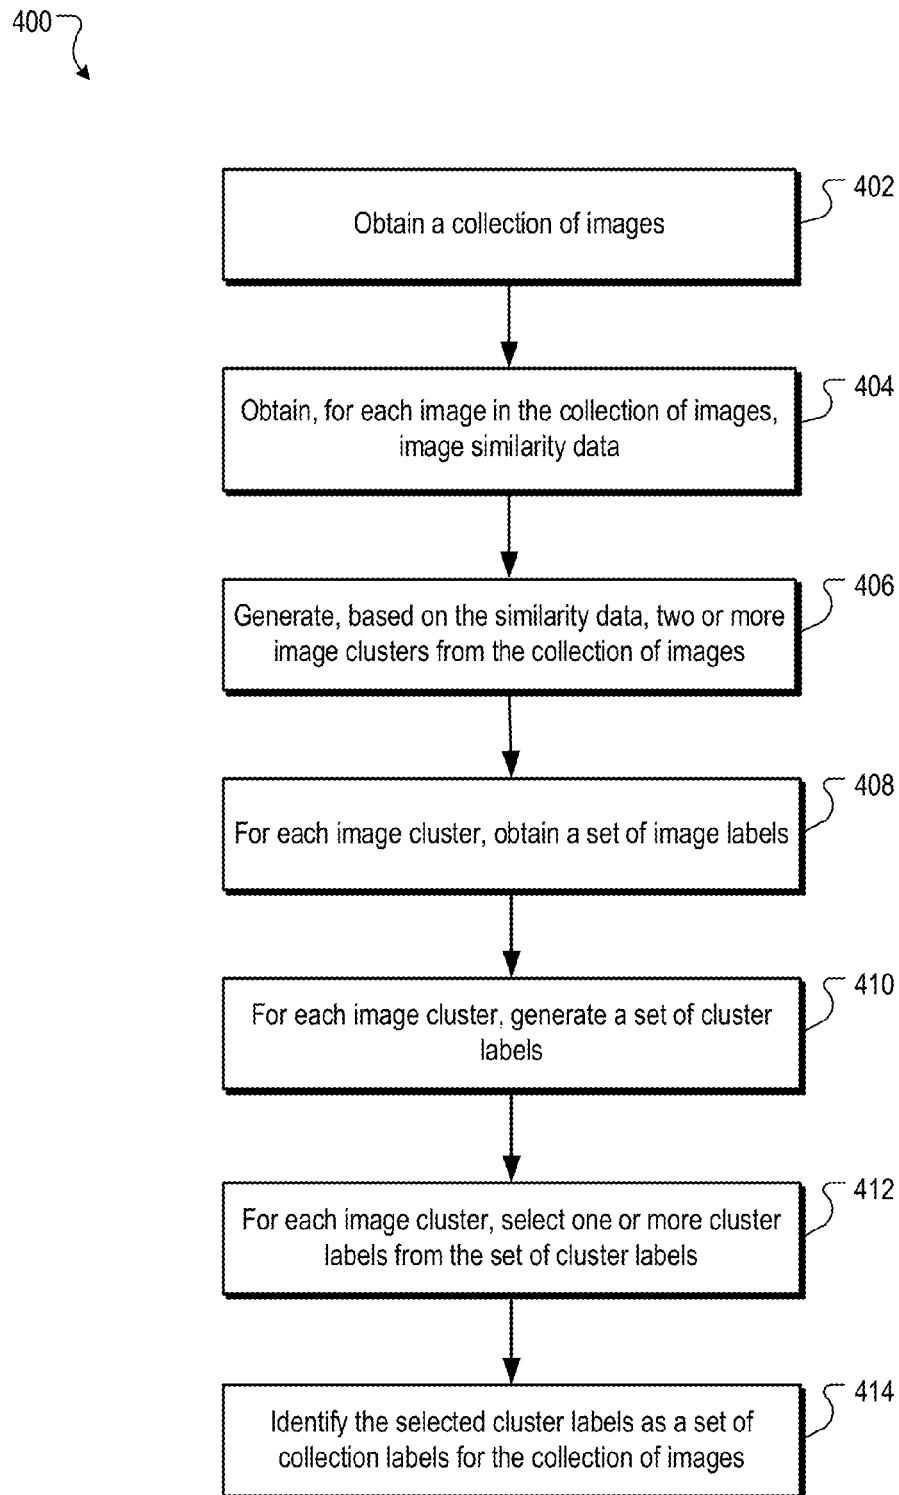 400
402
Obtain a collection of images
404
Obtain, for each image in the collection of images,
image similarity data
406
Generate, based on the similarity data, two or more
image clusters from the collection of images
408
For each image cluster, obtain a set of image labels
410
For each image cluster, generate a set of cluster
labels
412
For each image cluster, select one or more cluster
labels from the set of cluster labels
414
Identify the selected cluster labels as a set of
collection labels for the collection of images